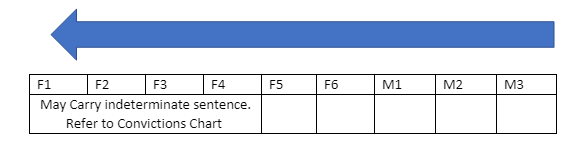 F1 F2 F3 F4 F5 F6 M1 M2 M3
May Carry indeterminate sentence.
Refer to Convictions Chart